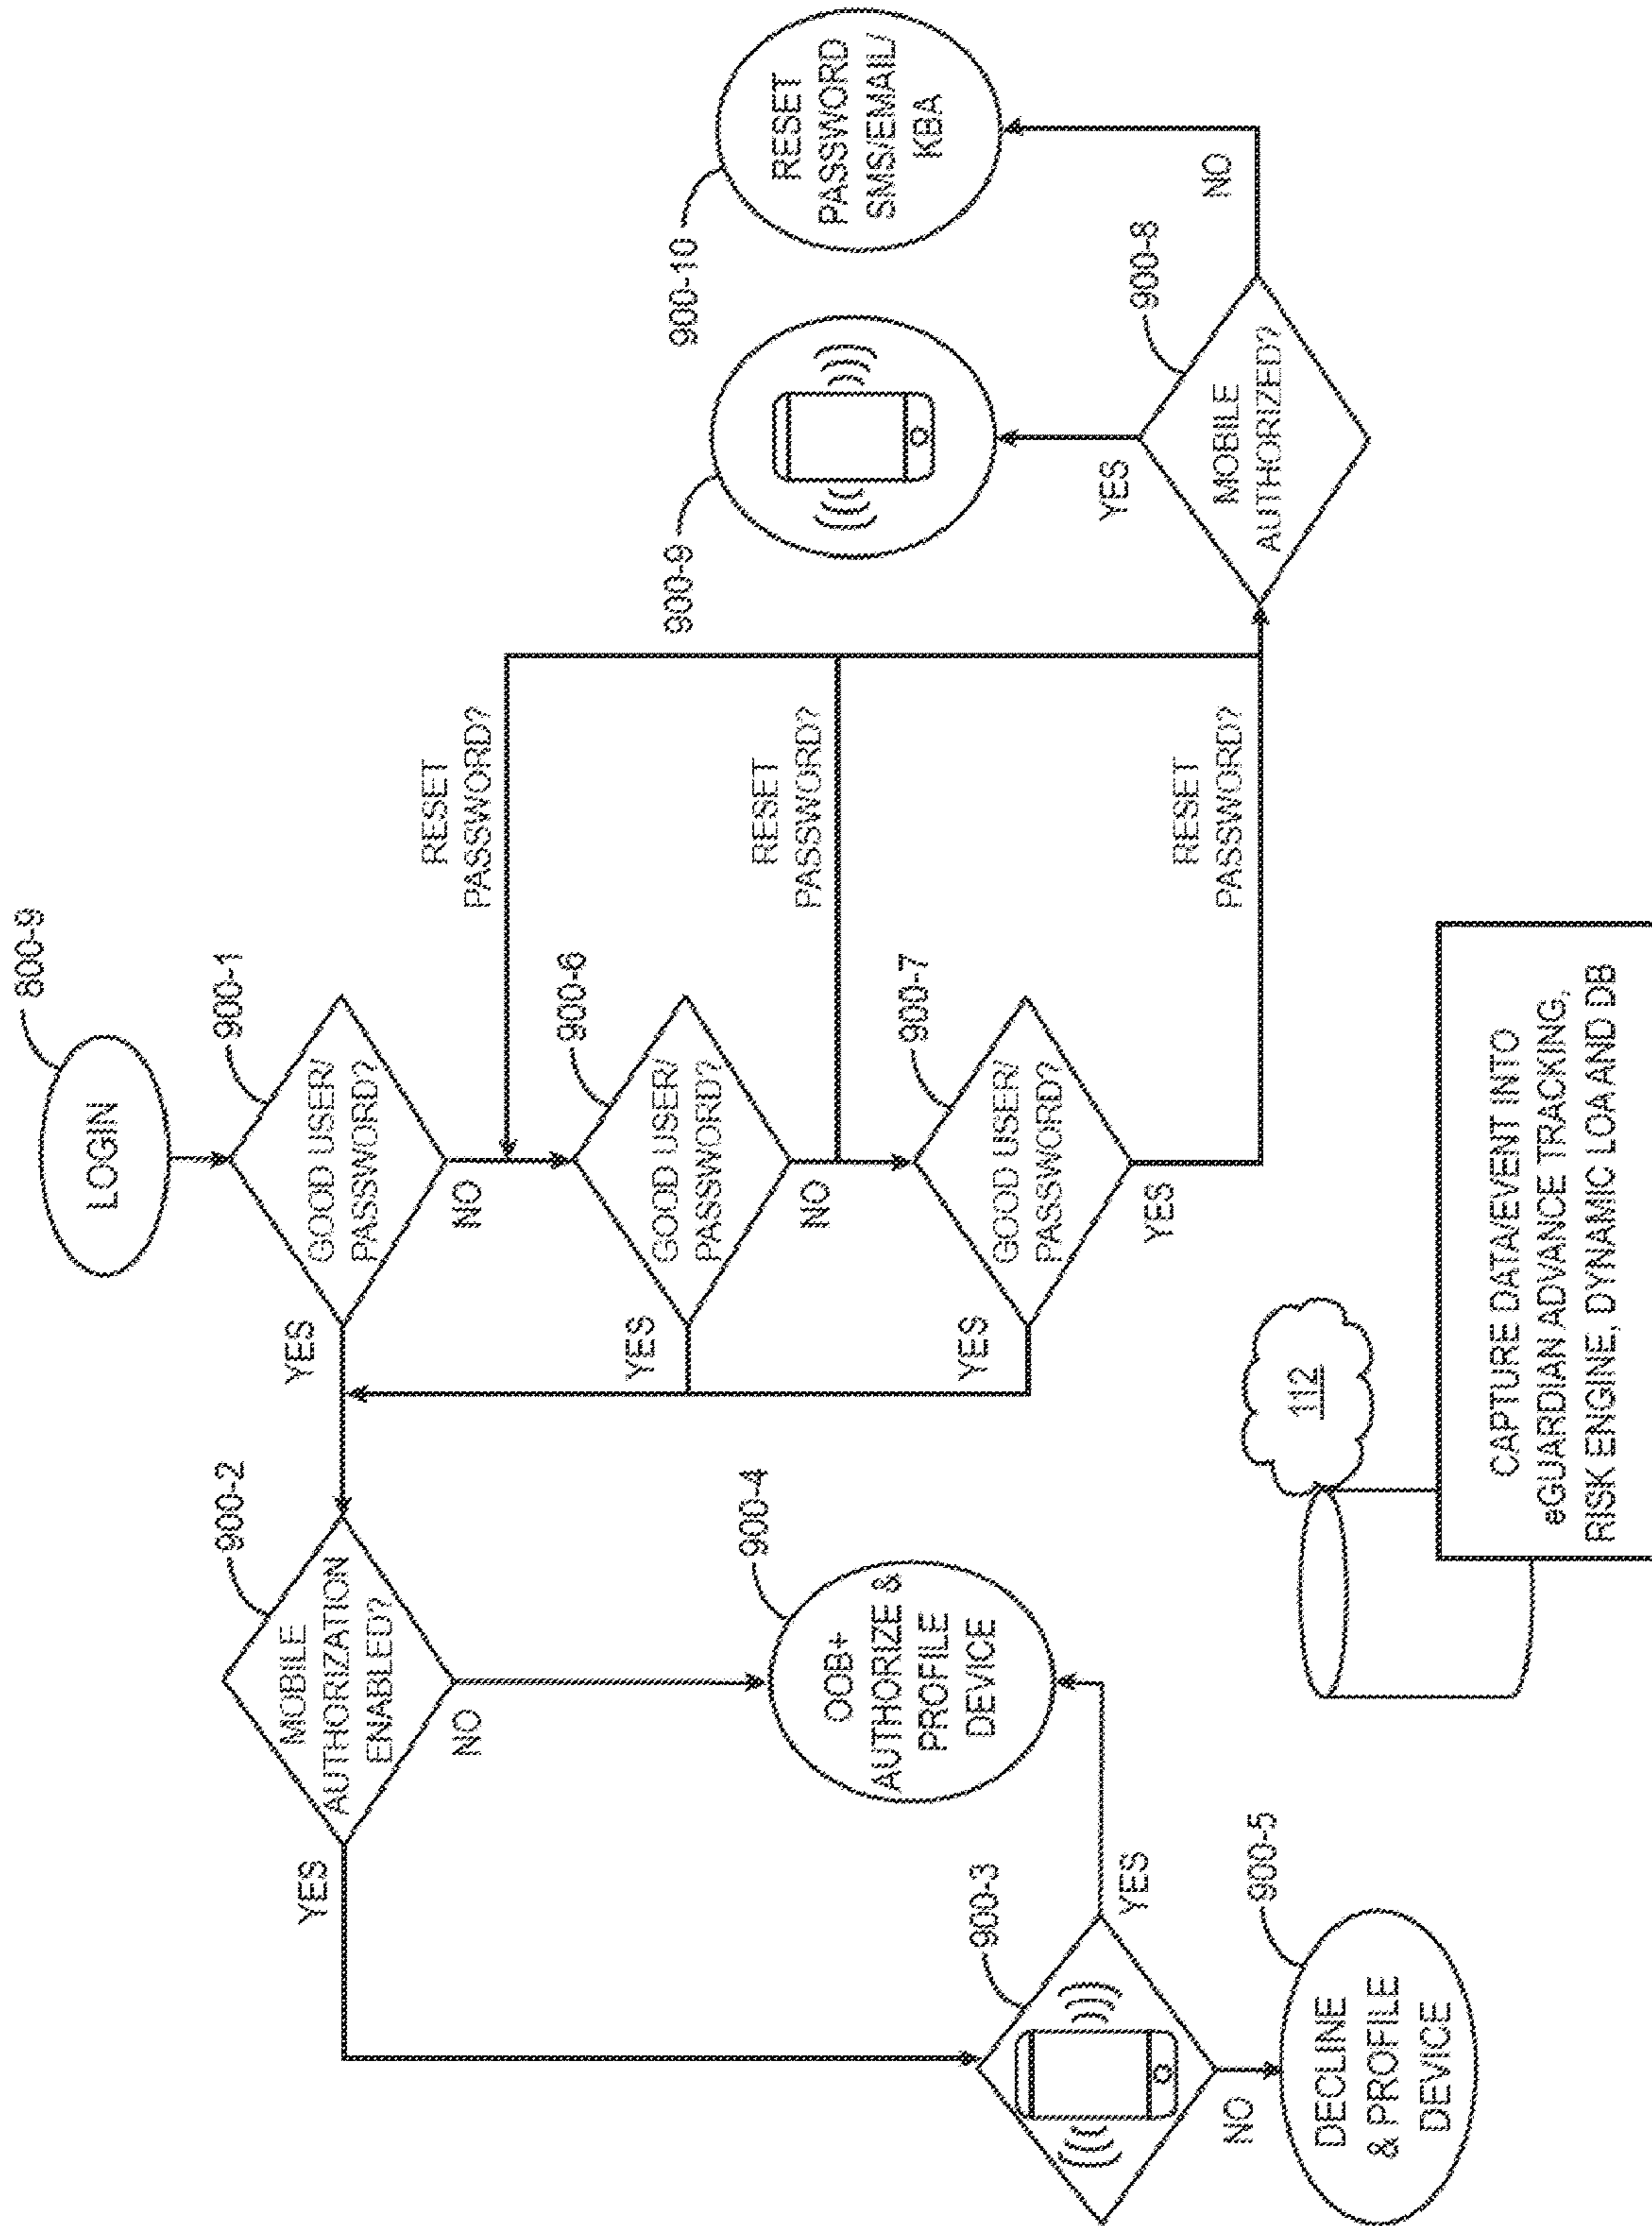 LOGIN
800-9
GOOD USER/
PASSWORD?
900-1
YES
NO
MOBILE
AUTHORIZATION
ENABLED?
900-2
YES
NO
RESET
PASSWORD?
GOOD USER/
PASSWORD?
900-6
YES
NO
RESET
PASSWORD?
GOOD USER/
PASSWORD?
900-7
YES
YES
RESET
PASSWORD?
OOB+
AUTHORIZE &
PROFILE
DEVICE
900-4
900-3
YES
NO
DECLINE
& PROFILE
DEVICE
900-5
MOBILE
AUTHORIZED?
900-8
YES
NO
900-9
RESET
PASSWORD
SMS/EMAIL/
KBA
900-10
112
CAPTURE DATA/EVENT INTO
eGUARDIAN ADVANCE TRACKING,
RISK ENGINE, DYNAMIC LOA AND DB